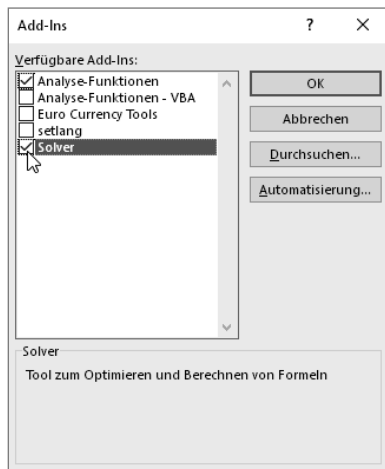 Add-Ins ? ×
Verfügbare Add-Ins:
Analyse-Funktionen
Analyse-Funktionen - VBA
Euro Currency Tools
setlang
Solver
OK
Abbrechen
Durchsuchen...
Automatisierung...
Solver
Tool zum Optimieren und Berechnen von Formeln